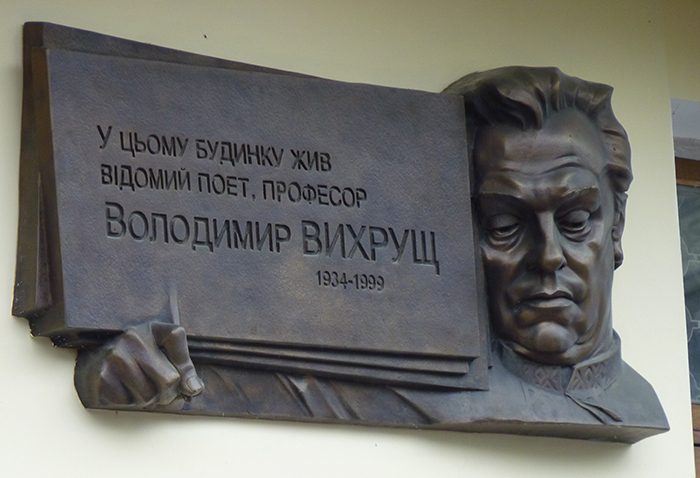 У ЦЬОМУ БУДИНКУ ЖИВ
ВІДОМИЙ ПОЕТ, ПРОФЕСОР
ВОЛОДИМИР ВИХРУЩ
1934-1999